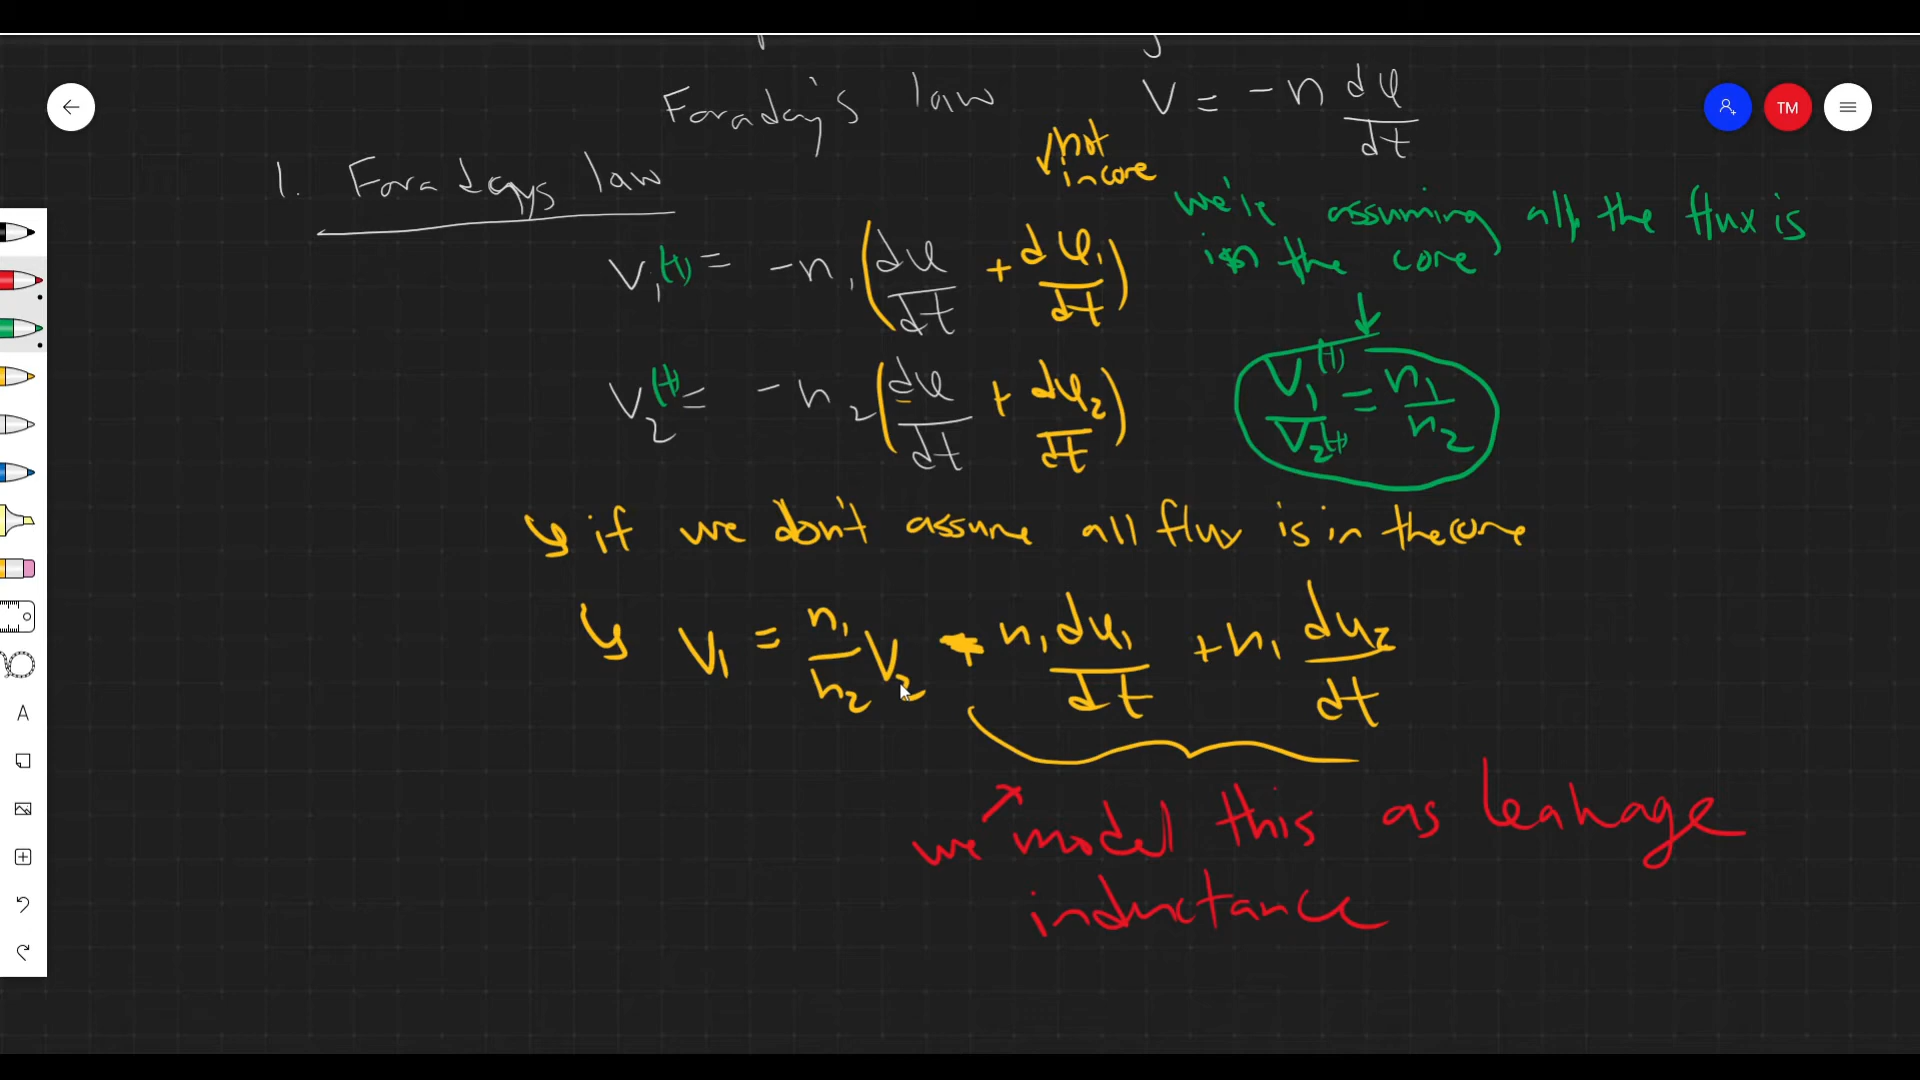 Faraday's law V = -n dφ/dt
1. Faradays law
not in core
we're assuming all the flux is in the core
V₁(t) = -n₁(dφ/dt + dφ₁/dt)
V₂(t) = -n₂(dφ/dt + dφ₂/dt)
V₁(t)/V₂(t) = n₁/n₂
↳ if we don't assume all flux is in the core
↳ V₁ = n₁/n₂ V₂ - n₁ dφ₁/dt + n₁ dφ₂/dt
we model this as leakage
inductance
TM
A